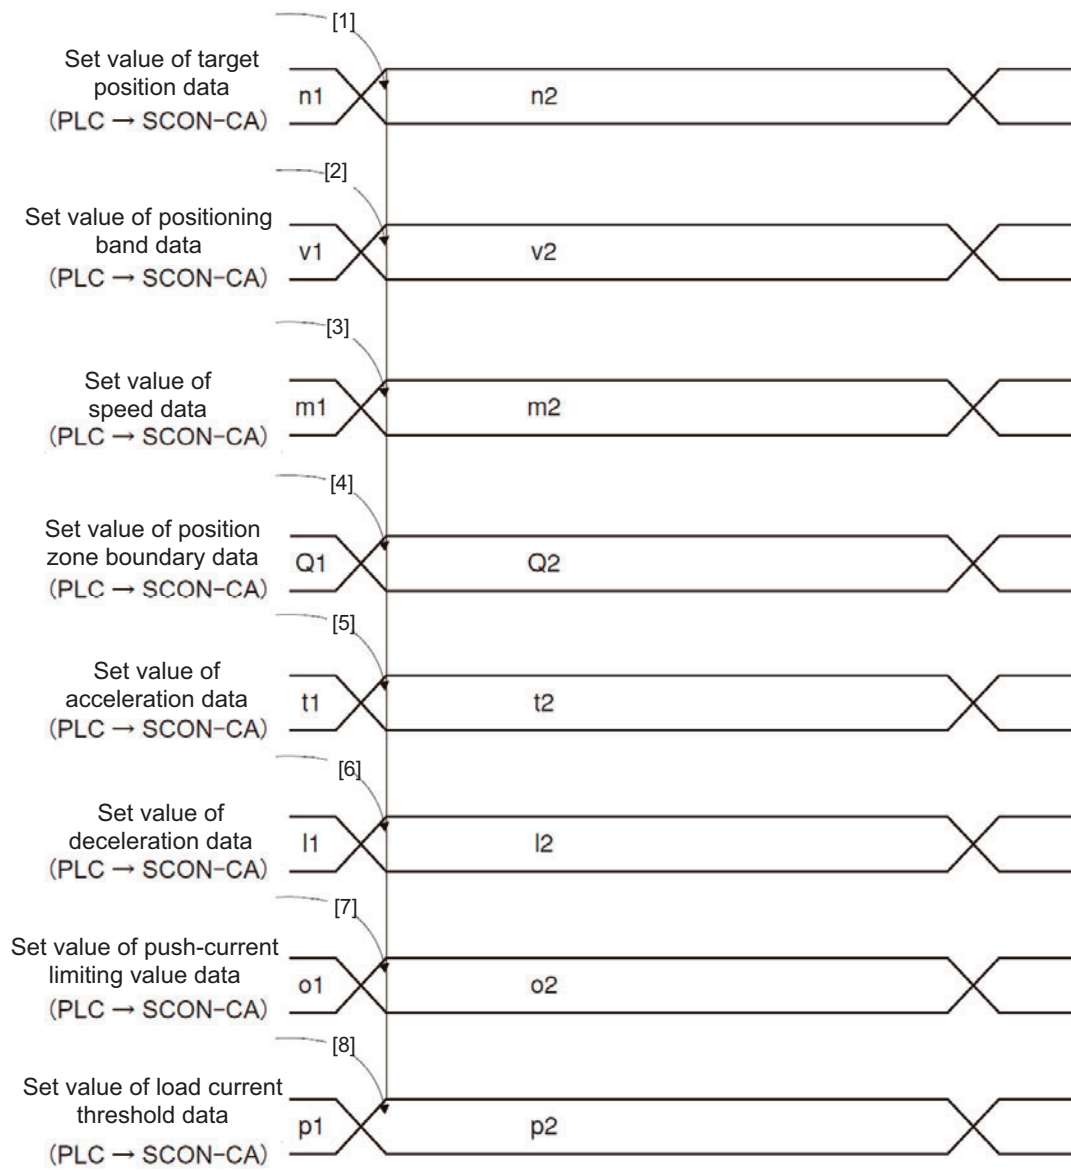 [1]
Set value of target
position data
(PLC → SCON-CA)
n1
n2
[2]
Set value of positioning
band data
(PLC → SCON-CA)
v1
v2
[3]
Set value of
speed data
(PLC → SCON-CA)
m1
m2
[4]
Set value of position
zone boundary data
(PLC → SCON-CA)
Q1
Q2
[5]
Set value of
acceleration data
(PLC → SCON-CA)
t1
t2
[6]
Set value of
deceleration data
(PLC → SCON-CA)
l1
l2
[7]
Set value of push-current
limiting value data
(PLC → SCON-CA)
o1
o2
[8]
Set value of load current
threshold data
(PLC → SCON-CA)
p1
p2